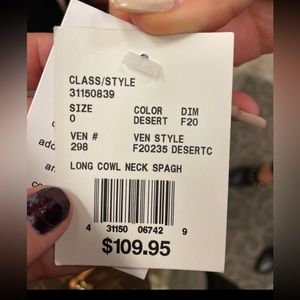 CLASS/STYLE
31150839
SIZE COLOR DIM
0 DESERT F20
VEN # VEN STYLE
298 F20235 DESERTC
LONG COWL NECK SPAGH
4 31150 06742 9
$109.95